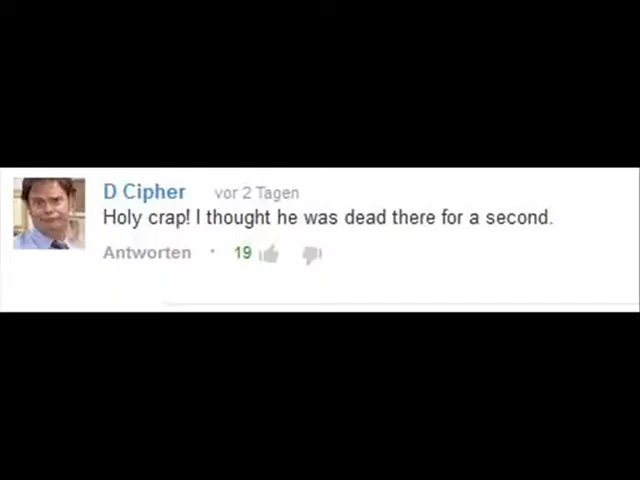 D Cipher vor 2 Tagen
Holy crap! I thought he was dead there for a second.
Antworten · 19